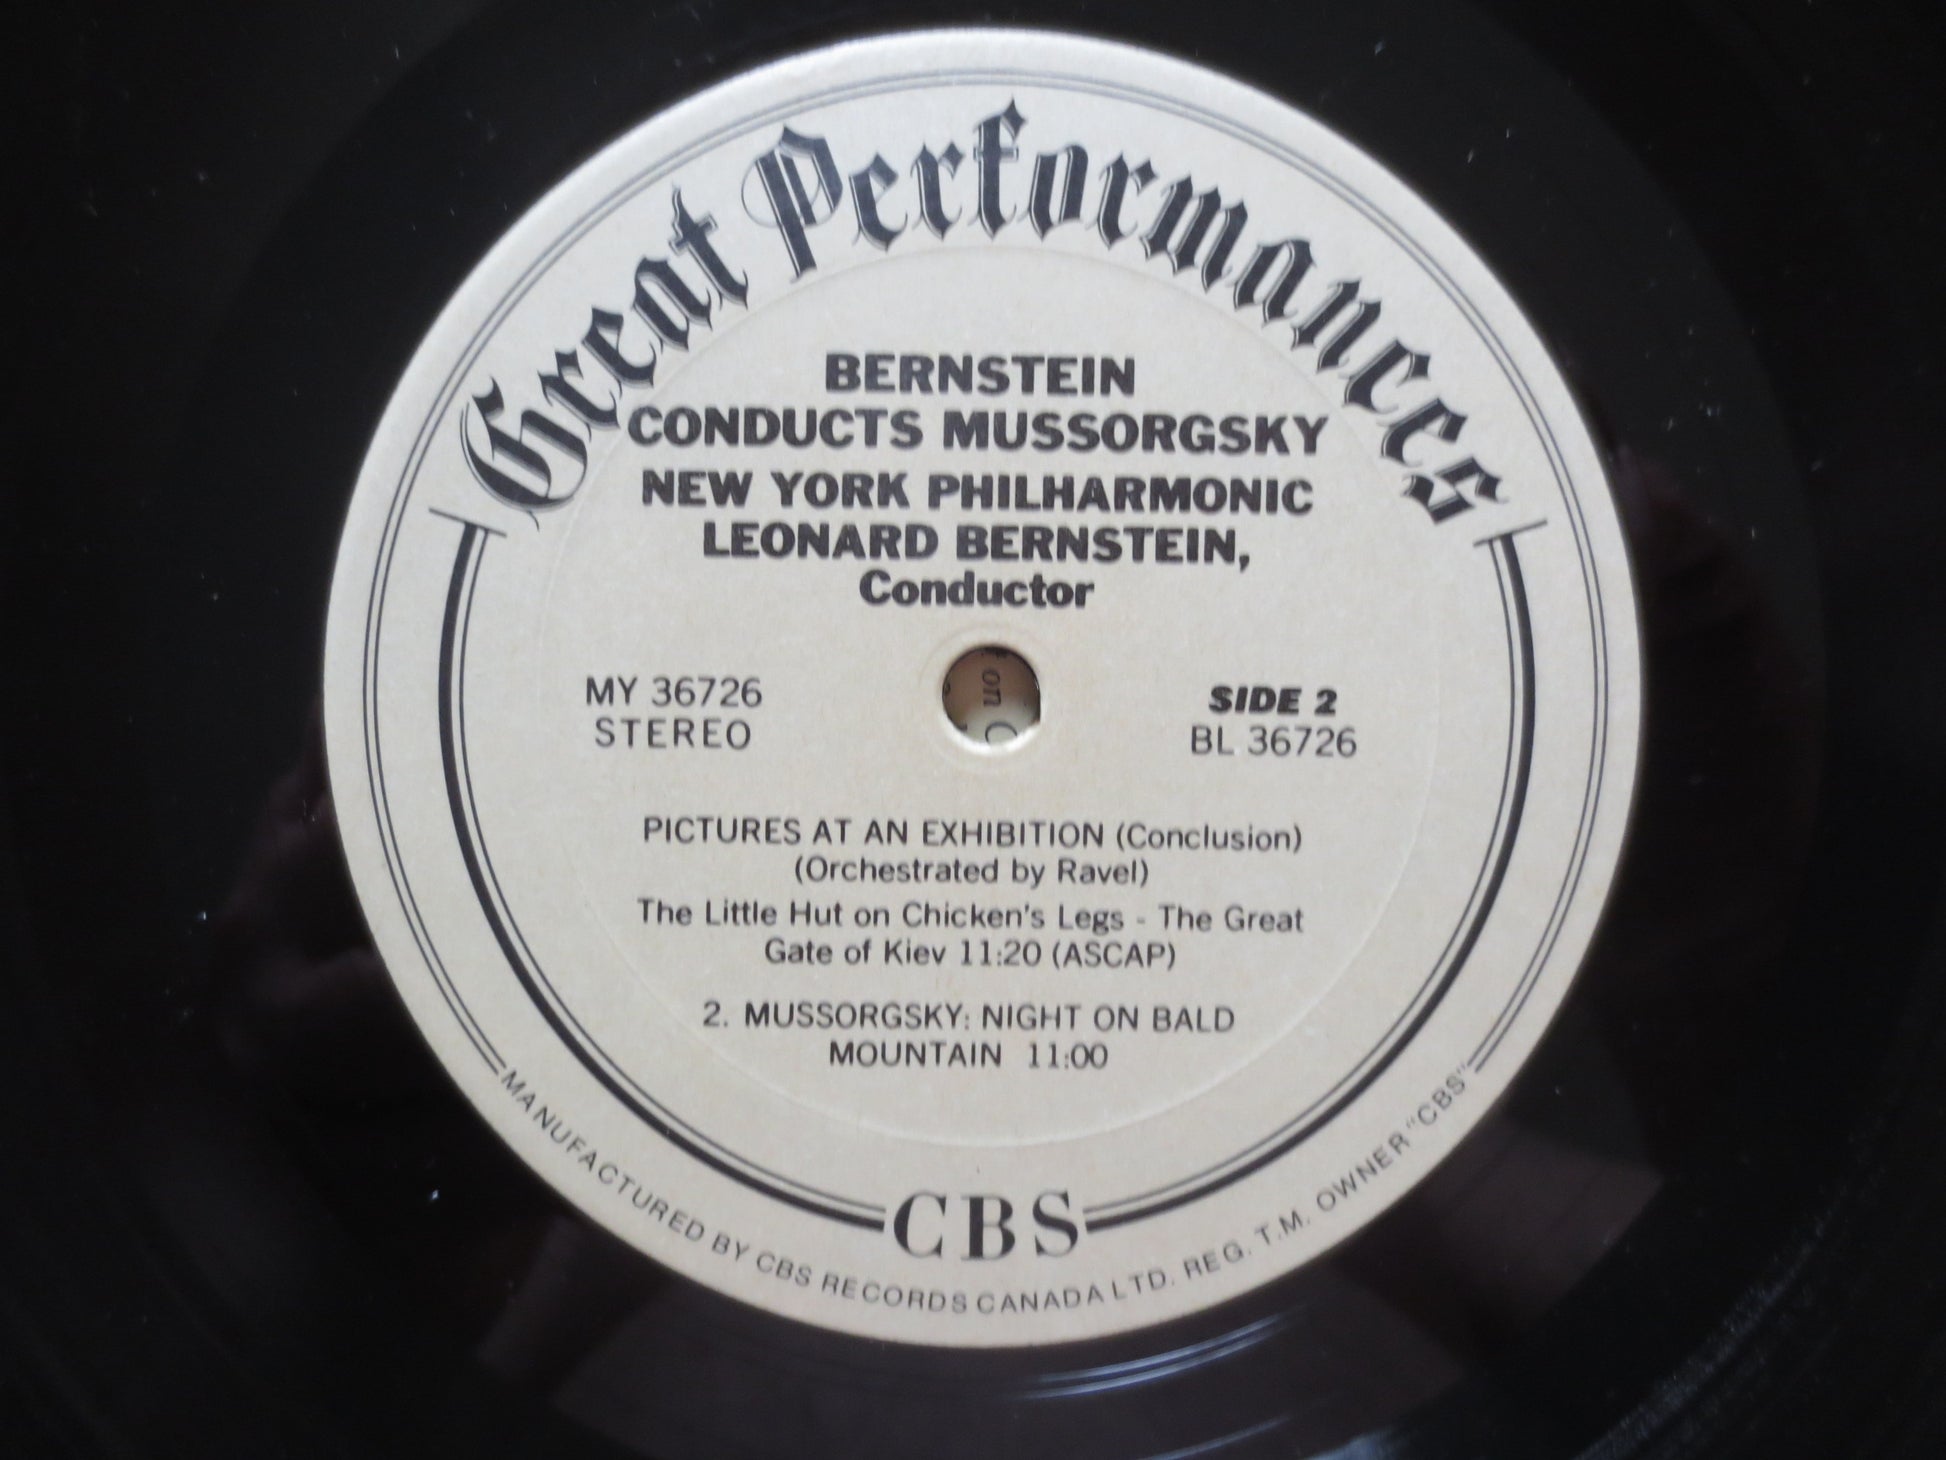 Great Performances
BERNSTEIN
CONDUCTS MUSSORGSKY
NEW YORK PHILHARMONIC
LEONARD BERNSTEIN,
Conductor
MY 36726
STEREO
on C
SIDE 2
BL 36726
PICTURES AT AN EXHIBITION (Conclusion)
(Orchestrated by Ravel)
The Little Hut on Chicken's Legs - The Great
Gate of Kiev 11:20 (ASCAP)
2. MUSSORGSKY: NIGHT ON BALD
MOUNTAIN 11:00
CBS
MANUFACTURED BY CBS RECORDS CANADA LTD. REG. T.M. OWNER "CBS"